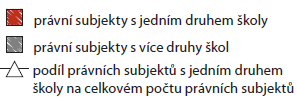 právní subjekty s jedním druhem školy
právní subjekty s více druhy škol
podíl právních subjektů s jedním druhem
školy na celkovém počtu právních subjektů